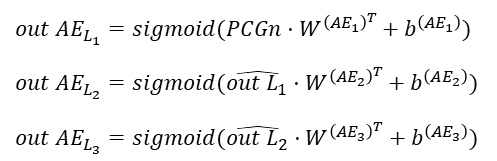 out AE_{L_1} = sigmoid(PCGn · W^{(AE_1)^T} + b^{(AE_1)})
out AE_{L_2} = sigmoid(\widehat{out L}_1 · W^{(AE_2)^T} + b^{(AE_2)})
out AE_{L_3} = sigmoid(\widehat{out L}_2 · W^{(AE_3)^T} + b^{(AE_3)})